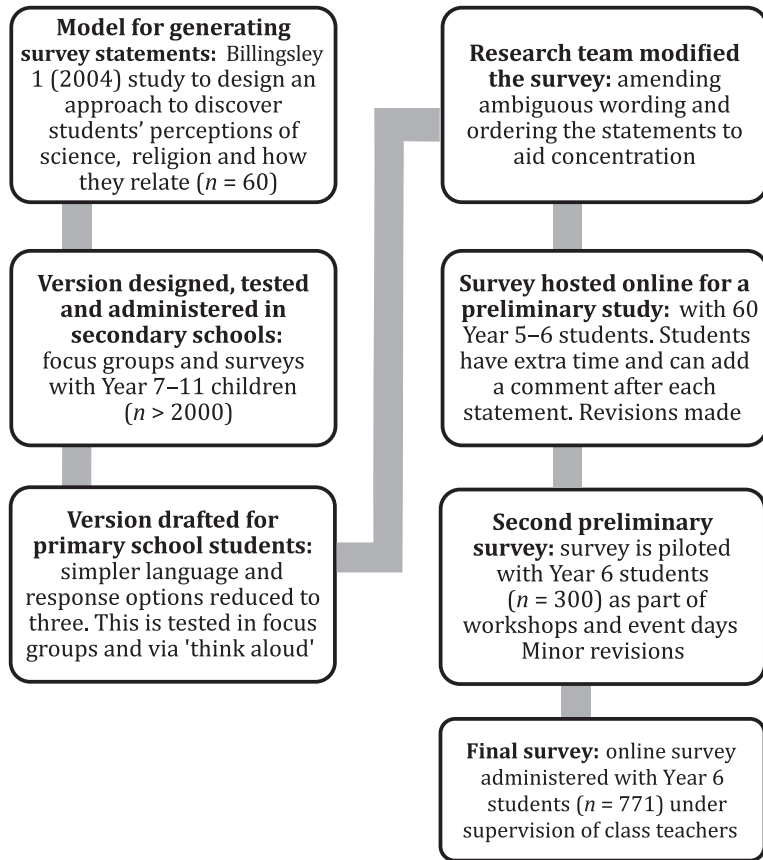 Model for generating
survey statements: Billingsley
1 (2004) study to design an
approach to discover
students’ perceptions of
science, religion and how
they relate (n = 60)
Version designed, tested
and administered in
secondary schools:
focus groups and surveys
with Year 7–11 children
(n > 2000)
Version drafted for
primary school students:
simpler language and
response options reduced to
three. This is tested in focus
groups and via 'think aloud'
Research team modified
the survey: amending
ambiguous wording and
ordering the statements to
aid concentration
Survey hosted online for a
preliminary study: with 60
Year 5–6 students. Students
have extra time and can add
a comment after each
statement. Revisions made
Second preliminary
survey: survey is piloted
with Year 6 students
(n = 300) as part of
workshops and event days
Minor revisions
Final survey: online survey
administered with Year 6
students (n = 771) under
supervision of class teachers